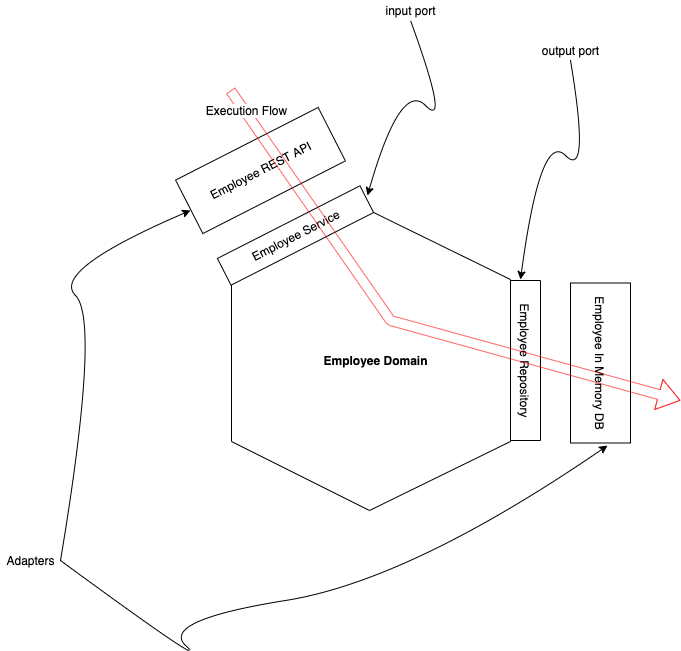 input port
output port
Execution Flow
Employee REST API
Employee Service
Employee Domain
Employee Repository
Employee In Memory DB
Adapters